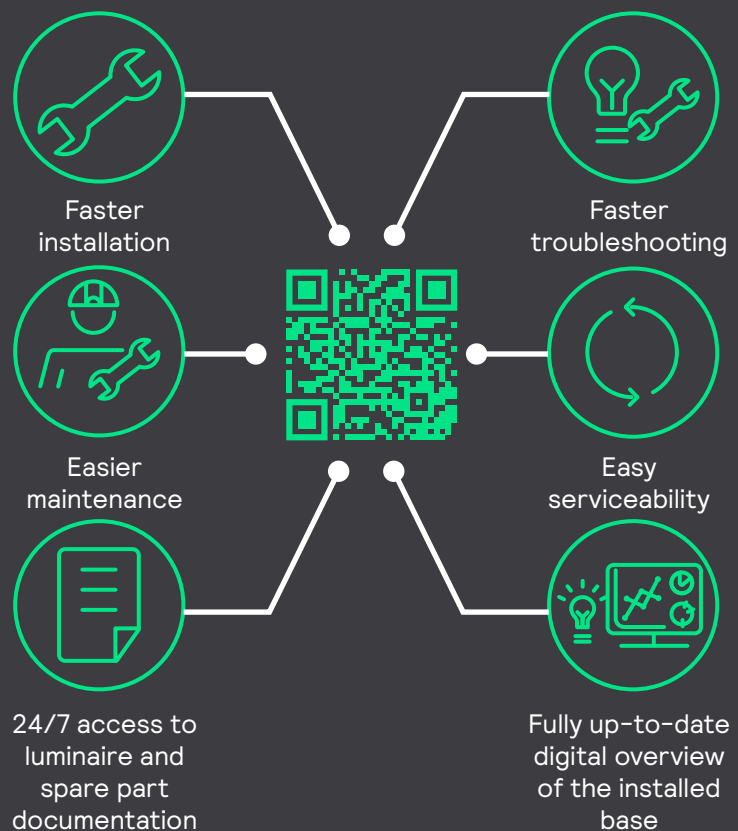 Faster
installation
Faster
troubleshooting
Easier
maintenance
Easy
serviceability
24/7 access to
luminaire and
spare part
documentation
Fully up-to-date
digital overview
of the installed
base